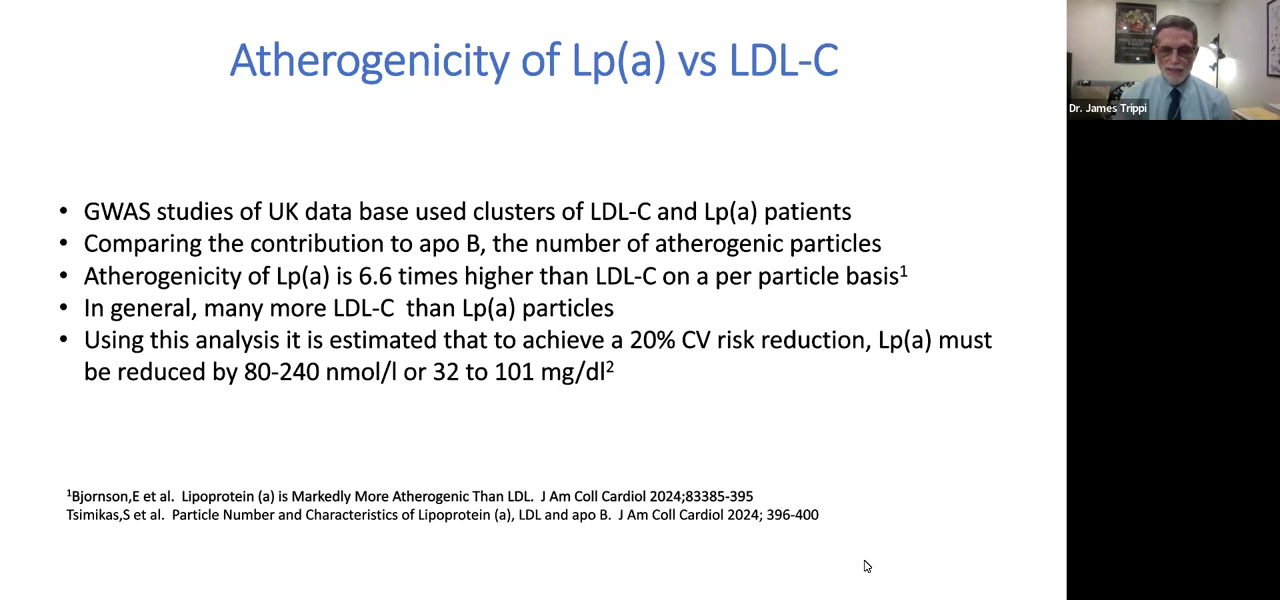 Atherogenicity of Lp(a) vs LDL-C
Dr. James Trippi
• GWAS studies of UK data base used clusters of LDL-C and Lp(a) patients
• Comparing the contribution to apo B, the number of atherogenic particles
• Atherogenicity of Lp(a) is 6.6 times higher than LDL-C on a per particle basis¹
• In general, many more LDL-C than Lp(a) particles
• Using this analysis it is estimated that to achieve a 20% CV risk reduction, Lp(a) must
be reduced by 80-240 nmol/l or 32 to 101 mg/dl²
¹Bjornson,E et al. Lipoprotein (a) is Markedly More Atherogenic Than LDL. J Am Coll Cardiol 2024;83385-395
Tsimikas,S et al. Particle Number and Characteristics of Lipoprotein (a), LDL and apo B. J Am Coll Cardiol 2024; 396-400